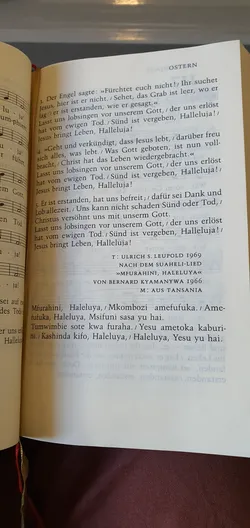 OSTERN
3. Der Engel sagte: »Fürchtet euch nicht! / Ihr suchet
Jesus, hier ist er nicht. / Sehet, das Grab ist leer, wo er
lag: / er ist erstanden, wie er gesagt.«
Lasst uns lobsingen vor unserem Gott, / der uns erlöst
hat vom ewigen Tod. / Sünd ist vergeben, Halleluja! /
Jesus bringt Leben, Halleluja!
4. »Geht und verkündigt, dass Jesus lebt, / darüber freu
sich alles, was lebt. / Was Gott geboten, ist nun voll-
bracht, / Christ hat das Leben wiedergebracht.«
Lasst uns lobsingen vor unserem Gott, / der uns erlöst
hat vom ewigen Tod. / Sünd ist vergeben, Halleluja! /
Jesus bringt Leben, Halleluja!
5. Er ist erstanden, hat uns befreit; / dafür sei Dank und
Lob allezeit. / Uns kann nicht schaden Sünd oder Tod, /
Christus versöhnt uns mit unserm Gott.
Lasst uns lobsingen vor unserem Gott, / der uns erlöst
hat vom ewigen Tod. / Sünd ist vergeben, Halleluja! /
Jesus bringt Leben, Halleluja!
T: ULRICH S. LEUPOLD 1969
NACH DEM SUAHELI-LIED
»MFURAHINI, HALELUYA«
VON BERNARD KYAMANYWA 1966
M: AUS TANSANIA
Mfurahini, Haleluya, / Mkombozi amefufuka. / Ame-
fufuka, Haleluya, Msifuni sasa yu hai.
Tumwimbie sote kwa furaha. / Yesu ametoka kaburi-
ni. / Kashinda kifo, Haleluya, / Haleluya, Yesu yu hai.